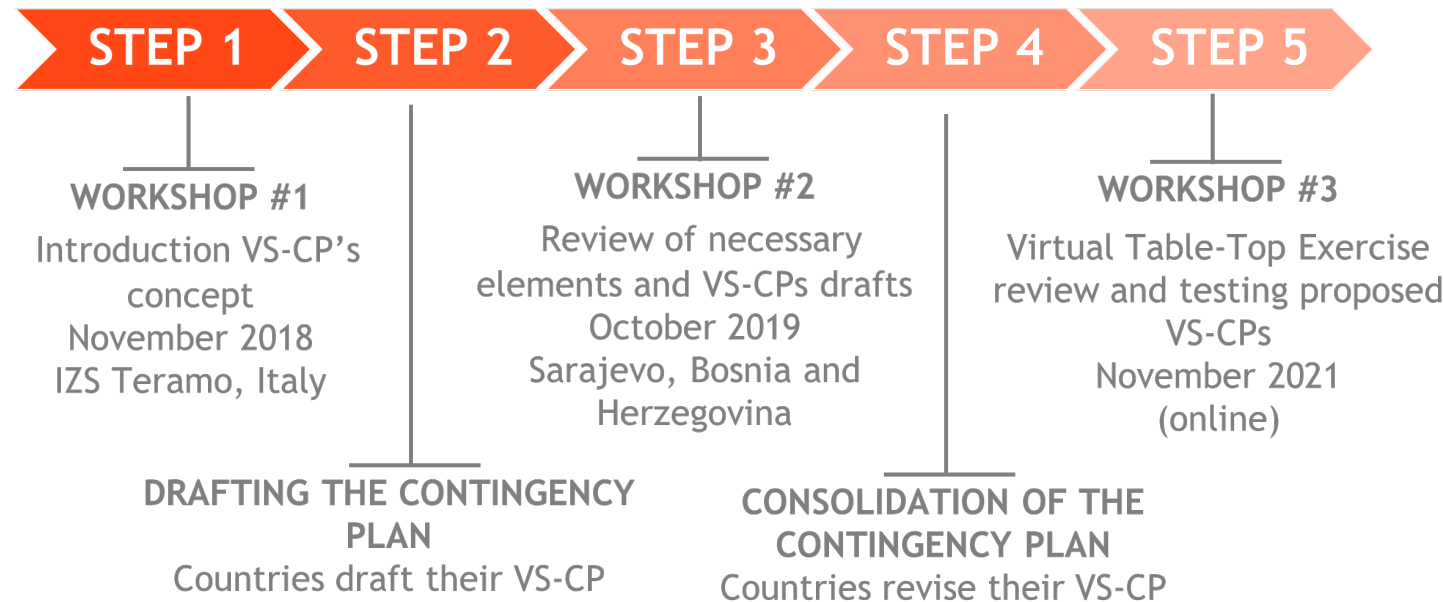 STEP 1
STEP 2
STEP 3
STEP 4
STEP 5
WORKSHOP #1
Introduction VS-CP’s
concept
November 2018
IZS Teramo, Italy
DRAFTING THE CONTINGENCY
PLAN
Countries draft their VS-CP
WORKSHOP #2
Review of necessary
elements and VS-CPs drafts
October 2019
Sarajevo, Bosnia and
Herzegovina
CONSOLIDATION OF THE
CONTINGENCY PLAN
Countries revise their VS-CP
WORKSHOP #3
Virtual Table-Top Exercise
review and testing proposed
VS-CPs
November 2021
(online)